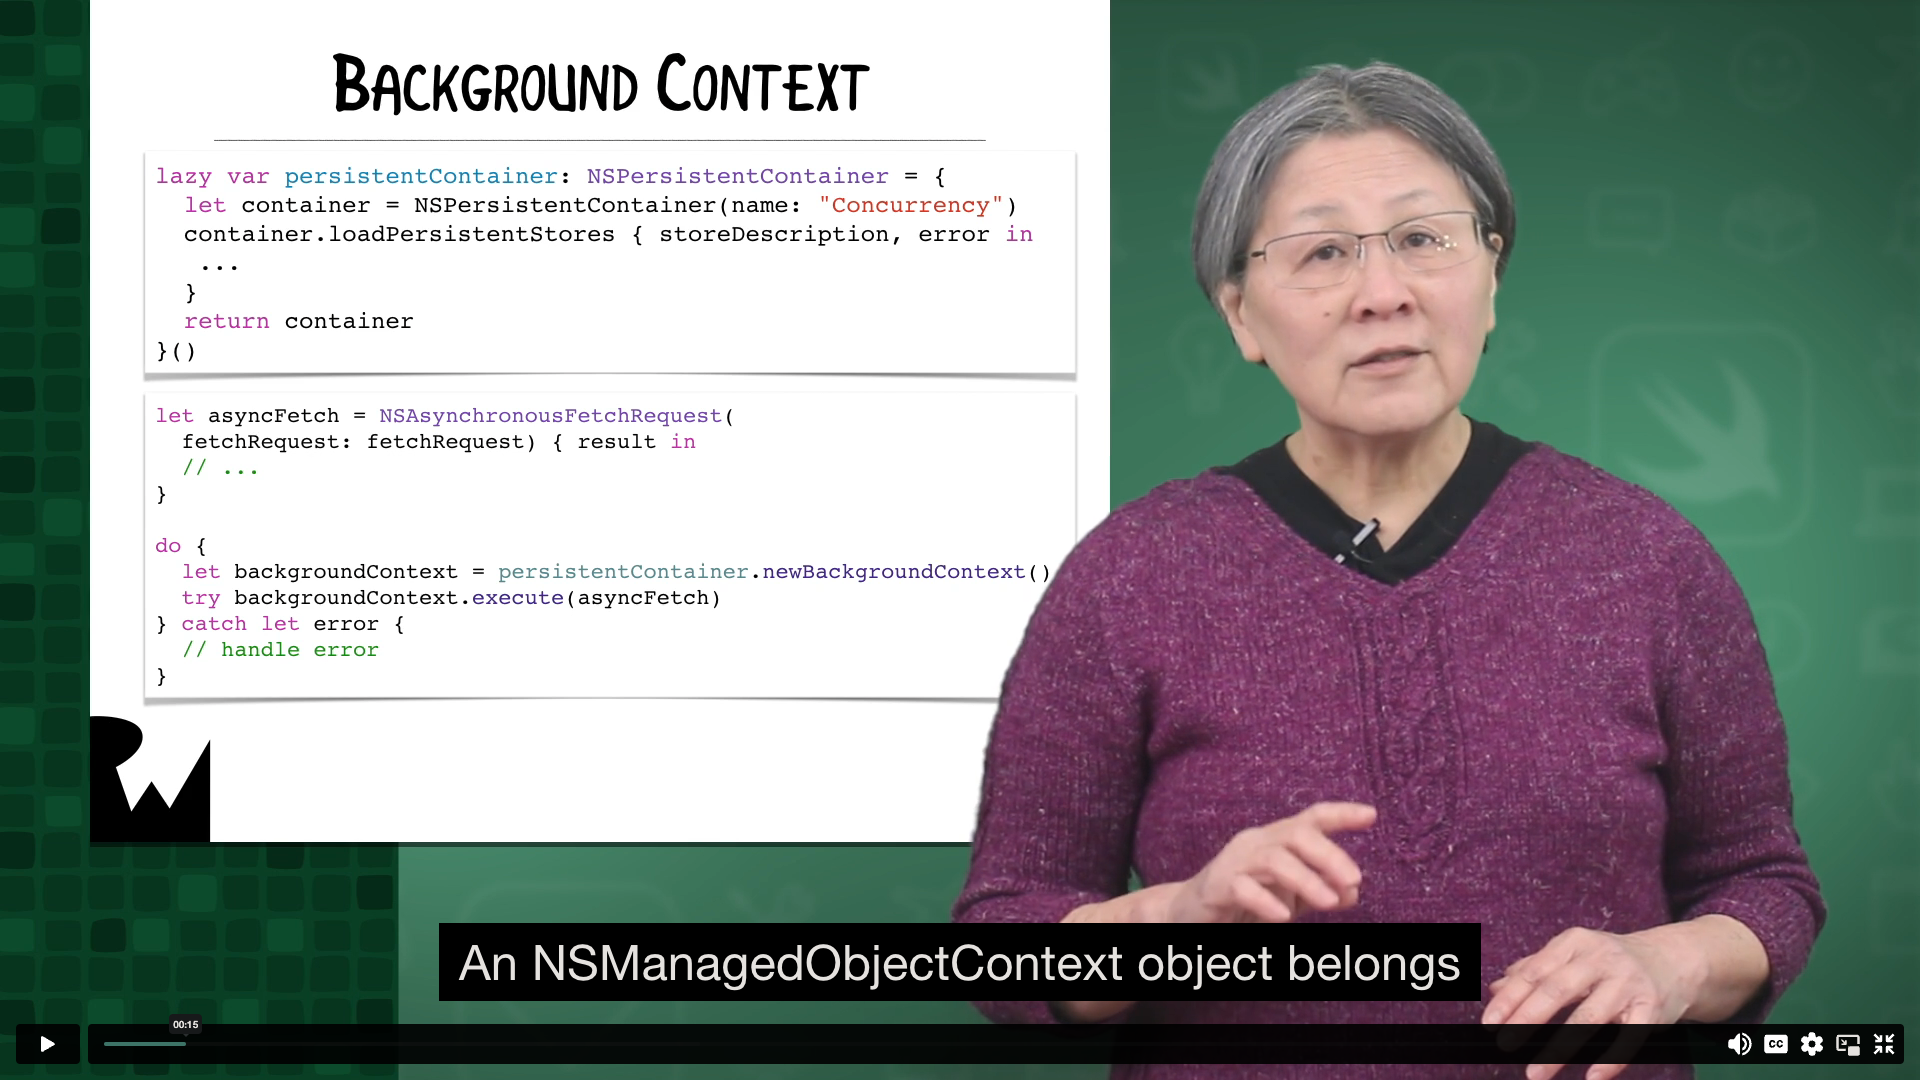 BACKGROUND CONTEXT
lazy var persistentContainer: NSPersistentContainer = {
let container = NSPersistentContainer(name: "Concurrency")
container.loadPersistentStores { storeDescription, error in
...
}
return container
}()
let asyncFetch = NSAsynchronousFetchRequest(
fetchRequest: fetchRequest) { result in
// ...
}
do {
let backgroundContext = persistentContainer.newBackgroundContext()
try backgroundContext.execute(asyncFetch)
} catch let error {
// handle error
}
RW
An NSManagedObjectContext object belongs
00:15
CC